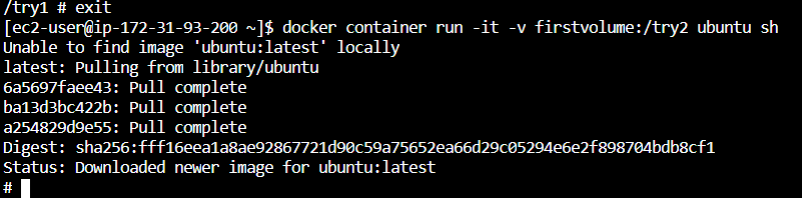 /try1 # exit
[ec2-user@ip-172-31-93-200 ~]$ docker container run -it -v firstvolume:/try2 ubuntu sh
Unable to find image 'ubuntu:latest' locally
latest: Pulling from library/ubuntu
6a5697faee43: Pull complete
ba13d3bc422b: Pull complete
a254829d9e55: Pull complete
Digest: sha256:fff16eea1a8ae92867721d90c59a75652ea66d29c05294e6e2f898704bdb8cf1
Status: Downloaded newer image for ubuntu:latest
#